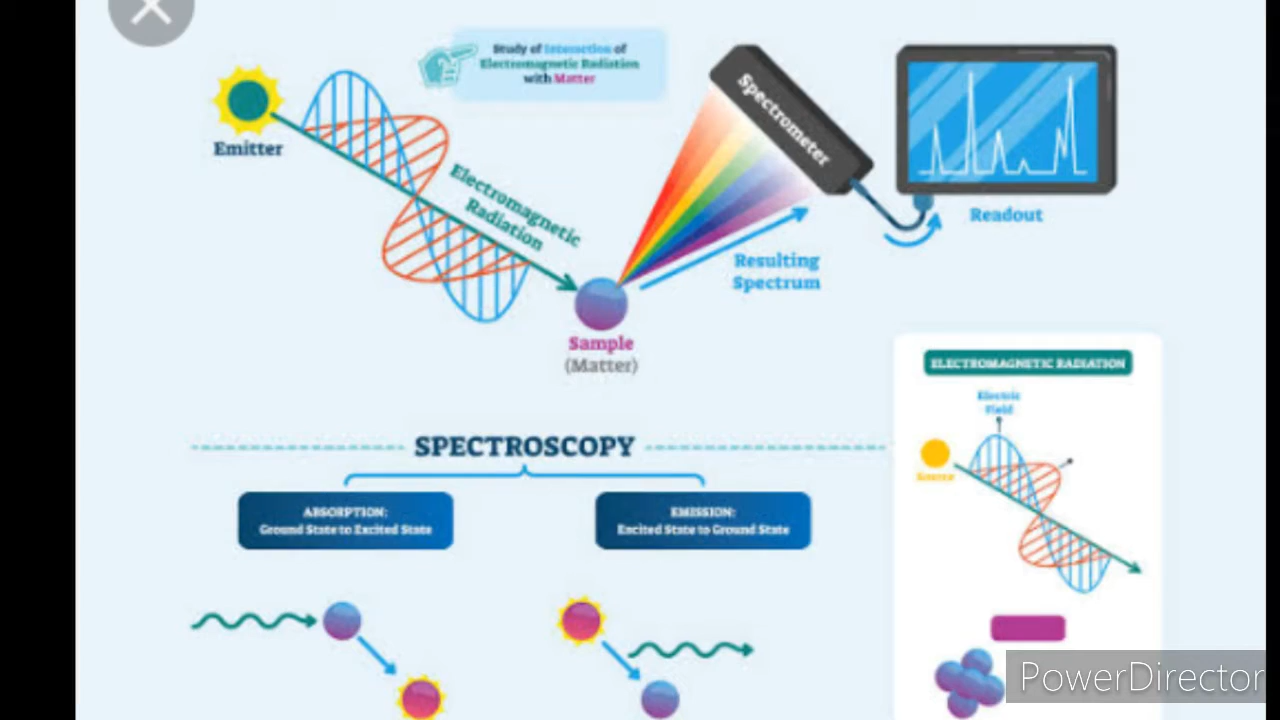 Study of Interaction of
Electromagnetic Radiation
with Matter
Emitter
Electromagnetic
Radiation
Spectrometer
Readout
Resulting
Spectrum
Sample
(Matter)
SPECTROSCOPY
ABSORPTION:
Ground State to Excited State
EMISSION:
Excited State to Ground State
ELECTROMAGNETIC RADIATION
Electric
Field
Source
PowerDirector